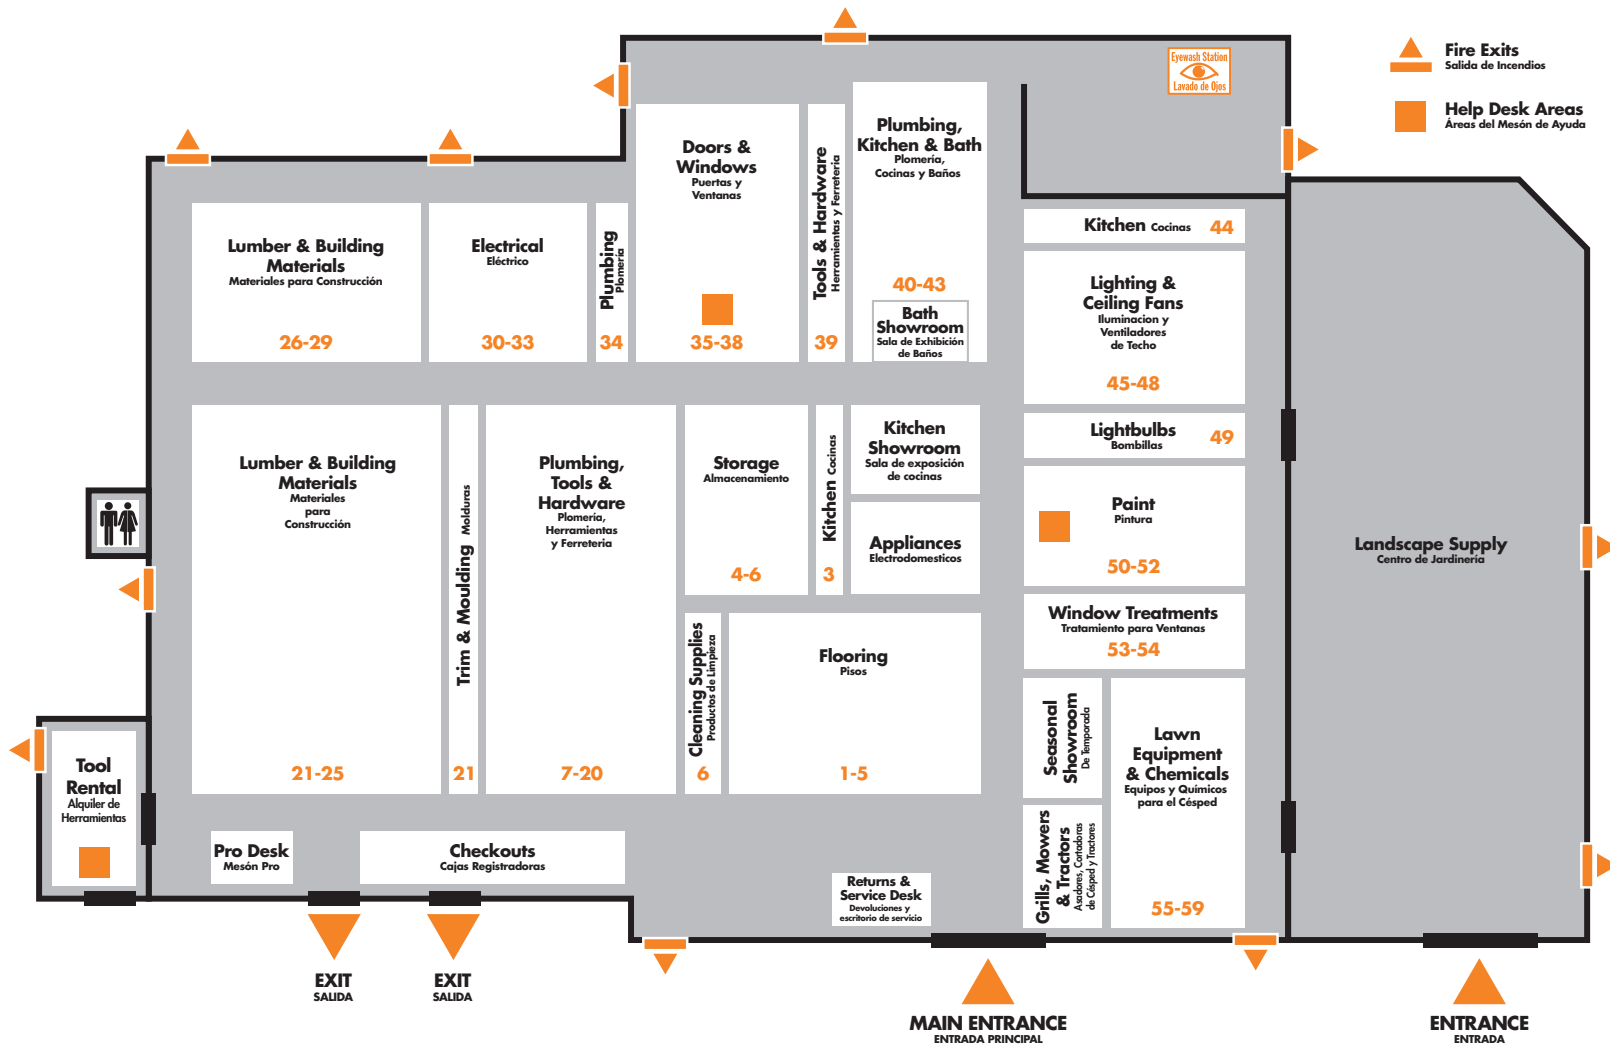 Eyewash Station
Lavado de Ojos
Fire Exits
Salida de Incendios
Help Desk Areas
Áreas del Mesón de Ayuda
Lumber & Building
Materials
Materiales para Construcción
26-29
Electrical
Eléctrico
30-33
Plumbing
Plomería
34
Doors &
Windows
Puertas y
Ventanas
35-38
Tools & Hardware
Herramientas y Ferreteria
39
Plumbing,
Kitchen & Bath
Plomería,
Cocinas y Baños
40-43
Bath
Showroom
Sala de Exhibición
de Baños
Kitchen Cocinas 44
Lighting &
Ceiling Fans
Iluminacion y
Ventiladores
de Techo
45-48
Lightbulbs
Bombillas
49
Paint
Pintura
50-52
Window Treatments
Tratamiento para Ventanas
53-54
Lumber & Building
Materials
Materiales
para
Construcción
21-25
Trim & Moulding Molduras
21
Plumbing,
Tools &
Hardware
Plomería,
Herramientas
y Ferreteria
7-20
Storage
Almacenamiento
4-6
Kitchen Cocinas
3
Kitchen
Showroom
Sala de exposición
de cocinas
Appliances
Electrodomesticos
Cleaning Supplies
Productos de Limpieza
6
Flooring
Pisos
1-5
Seasonal
Showroom
De Temporada
Grills, Mowers
& Tractors
Asadores, Cortadoras
de Césped y Tractores
Lawn
Equipment
& Chemicals
Equipos y Químicos
para el Césped
55-59
Landscape Supply
Centro de Jardinería
Tool
Rental
Alquiler de
Herramientas
Pro Desk
Mesón Pro
Checkouts
Cajas Registradoras
Returns &
Service Desk
Devoluciones y
escritorio de servicio
EXIT
SALIDA
EXIT
SALIDA
MAIN ENTRANCE
ENTRADA PRINCIPAL
ENTRANCE
ENTRADA